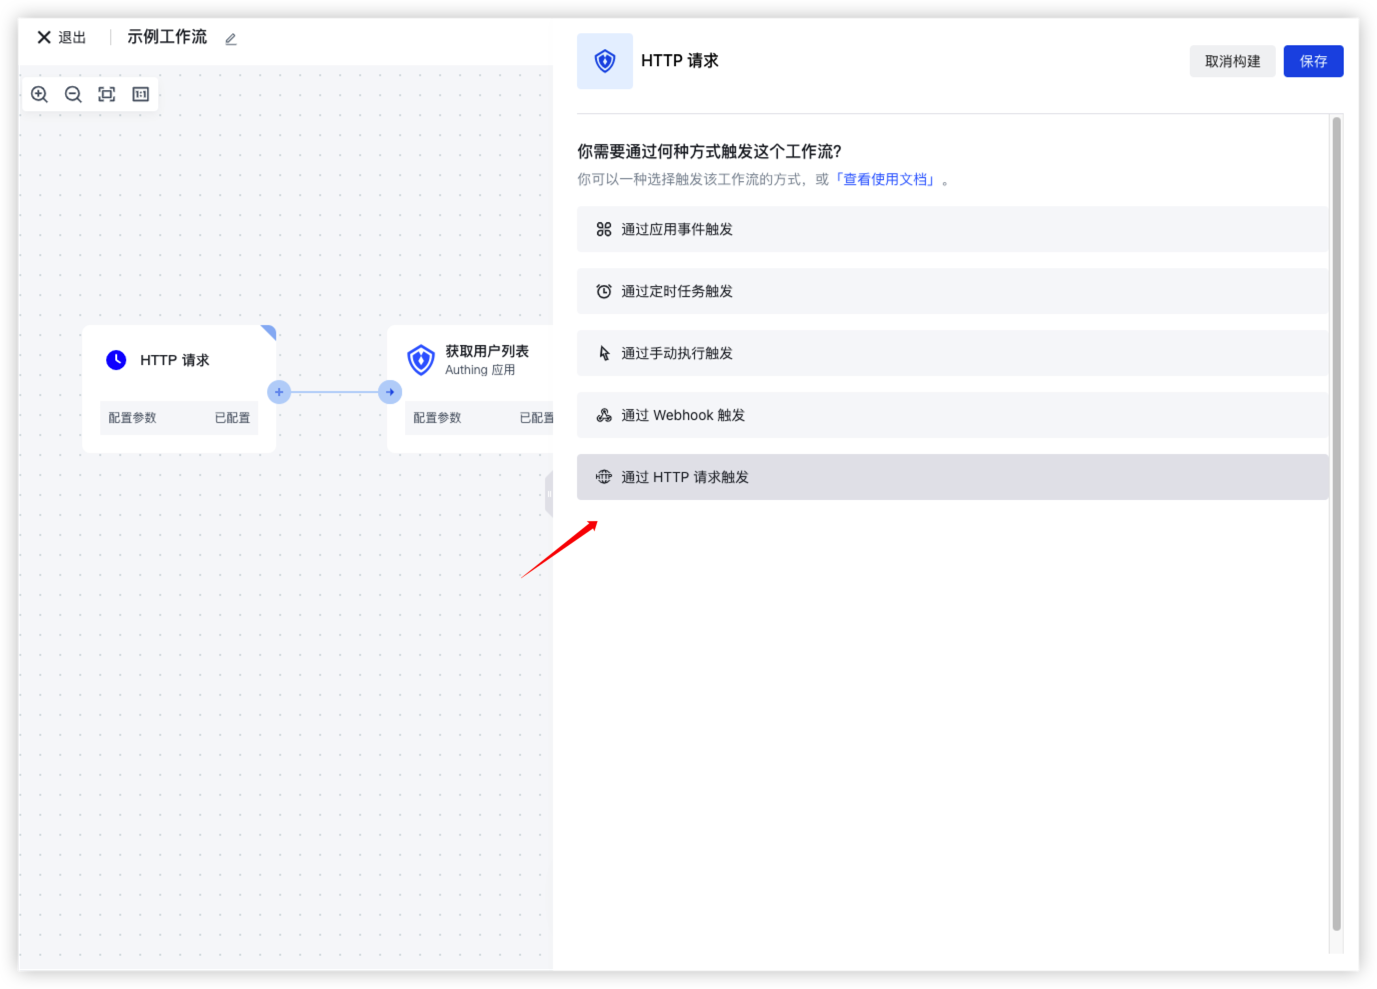 退出
示例工作流
HTTP 请求
取消构建
保存
1:1
你需要通过何种方式触发这个工作流?
你可以一种选择触发该工作流的方式，或「查看使用文档」。
通过应用事件触发
通过定时任务触发
通过手动执行触发
通过 Webhook 触发
HTTP
通过 HTTP 请求触发
HTTP 请求
配置参数
已配置
获取用户列表
Authing 应用
配置参数
已配置